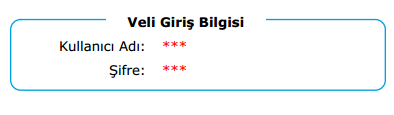 Veli Giriş Bilgisi
Kullanıcı Adı: ***
Şifre: ***